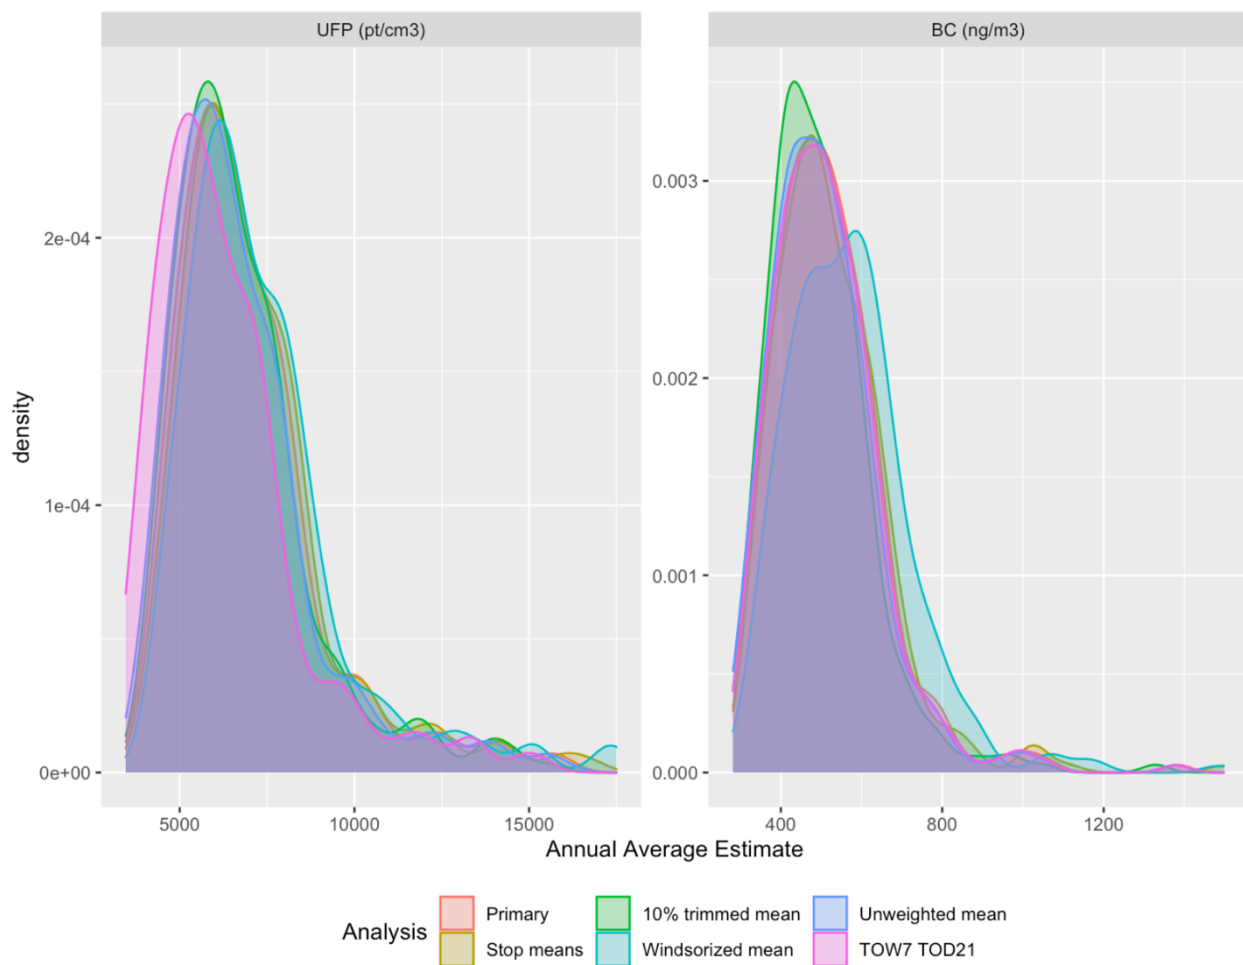 UFP (pt/cm3)
BC (ng/m3)
density
2e-04
1e-04
0e+00
0.003
0.002
0.001
0.000
5000
10000
15000
400
800
1200
Annual Average Estimate
Analysis
Primary
10% trimmed mean
Unweighted mean
Stop means
Windsorized mean
TOW7 TOD21